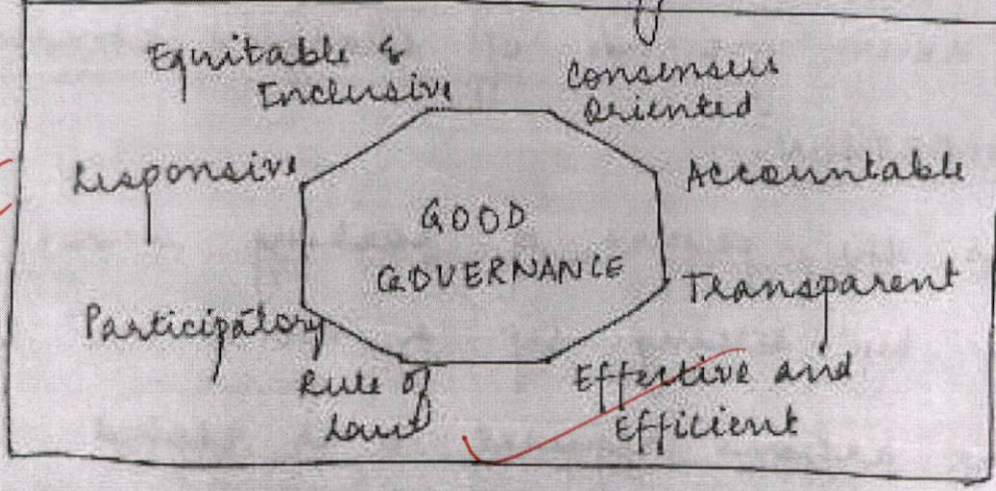 Equitable &
Inclusive
Consensus
Oriented
Responsive
Accountable
GOOD
GOVERNANCE
Transparent
Participatory
Rule of
Law
Effective and
Efficient